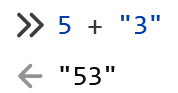 >> 5 + "3"
← "53"